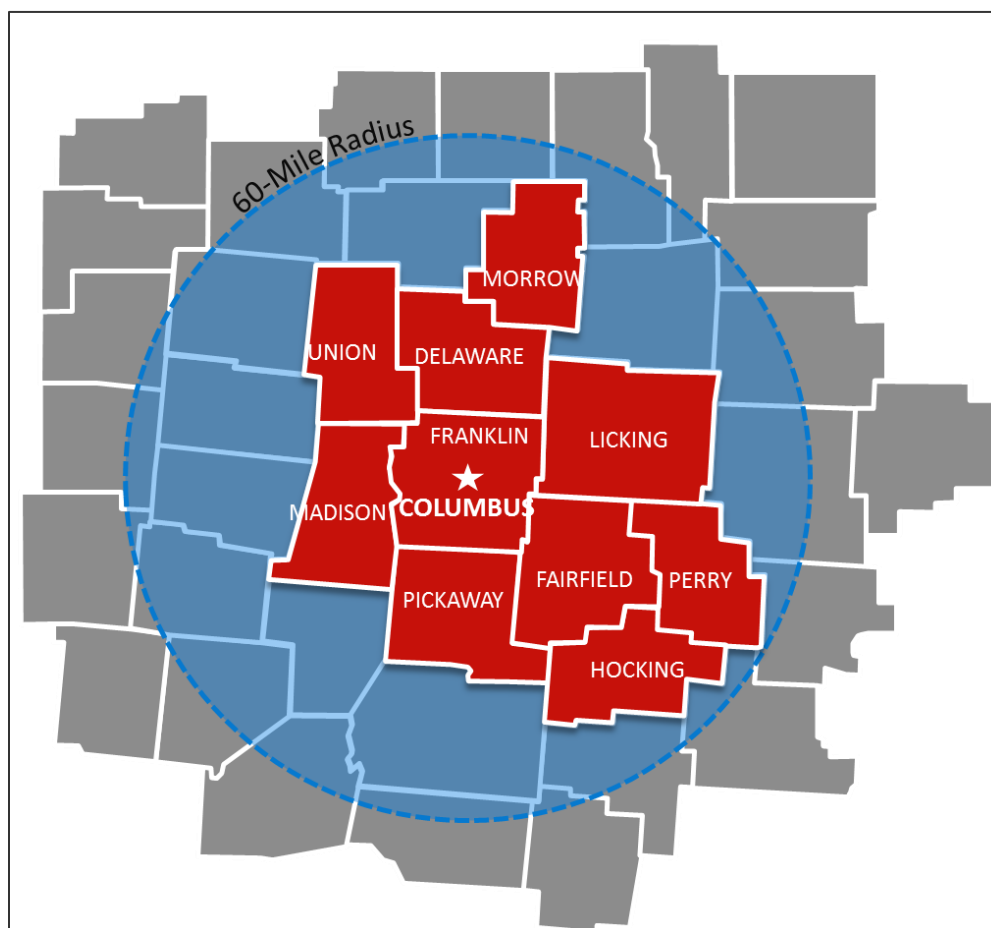 60-Mile Radius
MORROW
UNION
DELAWARE
FRANKLIN
LICKING
COLUMBUS
MADISON
FAIRFIELD
PERRY
PICKAWAY
HOCKING